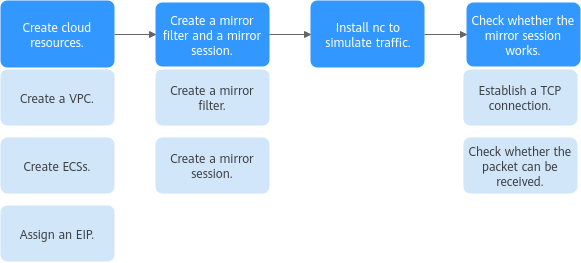 Create cloud
resources.
Create a mirror
filter and a mirror
session.
Install nc to
simulate traffic.
Check whether the
mirror session
works.
Create a VPC.
Create a mirror
filter.
Establish a TCP
connection.
Create ECSs.
Create a mirror
session.
Check whether the
packet can be
received.
Assign an EIP.